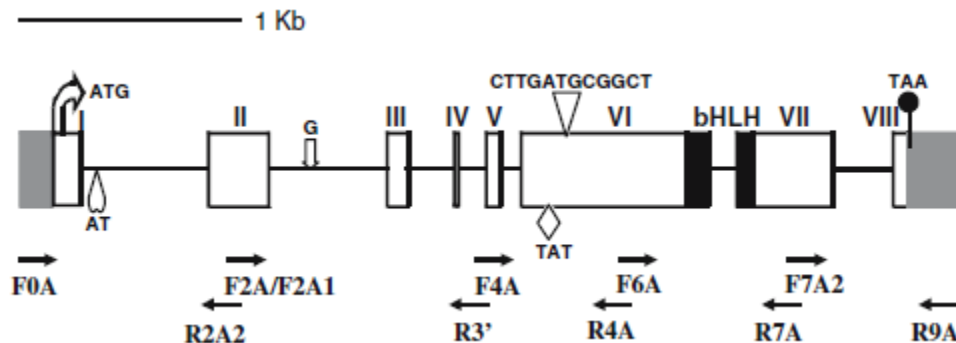 1 Kb
CTTGATGCGGCT
TAA
ATG
I II G III IV V VI bHLH VII VIII
AT
TAT
F0A F2A/F2A1 F4A F6A F7A2
R2A2 R3' R4A R7A R9A